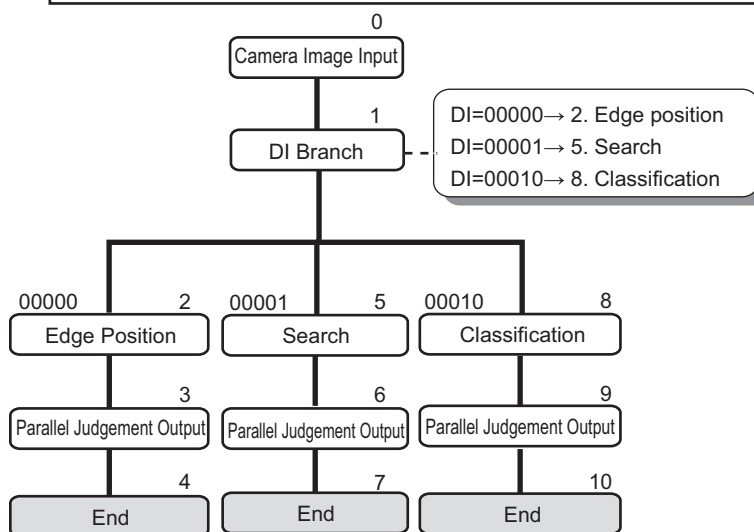 0
Camera Image Input
1
DI Branch
DI=00000→ 2. Edge position
DI=00001→ 5. Search
DI=00010→ 8. Classification
00000 2 00001 5 00010 8
Edge Position Search Classification
3 6 9
Parallel Judgement Output Parallel Judgement Output Parallel Judgement Output
4 7 10
End End End